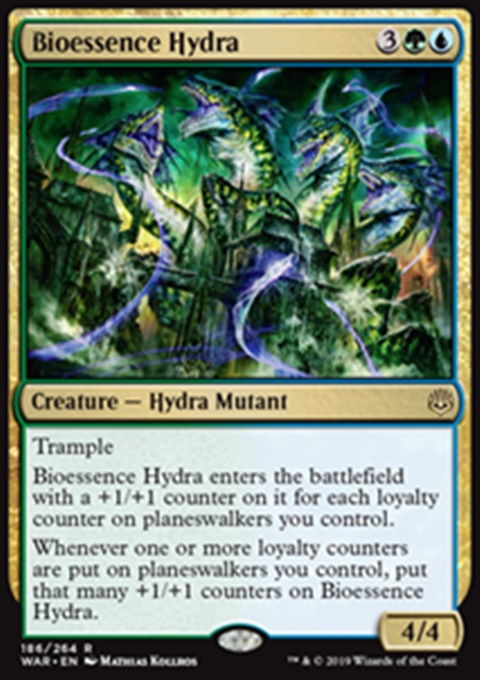 Bioessence Hydra 3
Creature — Hydra Mutant
Trample
Bioessence Hydra enters the battlefield
with a +1/+1 counter on it for each loyalty
counter on planeswalkers you control.
Whenever one or more loyalty counters
are put on planeswalkers you control, put
that many +1/+1 counters on Bioessence
Hydra.
4/4
186/264 R
WAR • EN Mathias Kollros
™ & © 2019 Wizards of the Coast